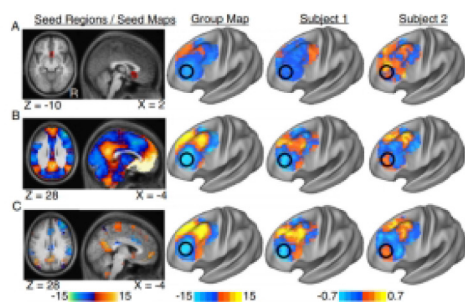 Seed Regions / Seed Maps Group Map Subject 1 Subject 2
A
R
Z = -10 X = 2
B
Z = 28 X = -4
C
Z = 28 X = -4
-15 15 -15 15 -0.7 0.7